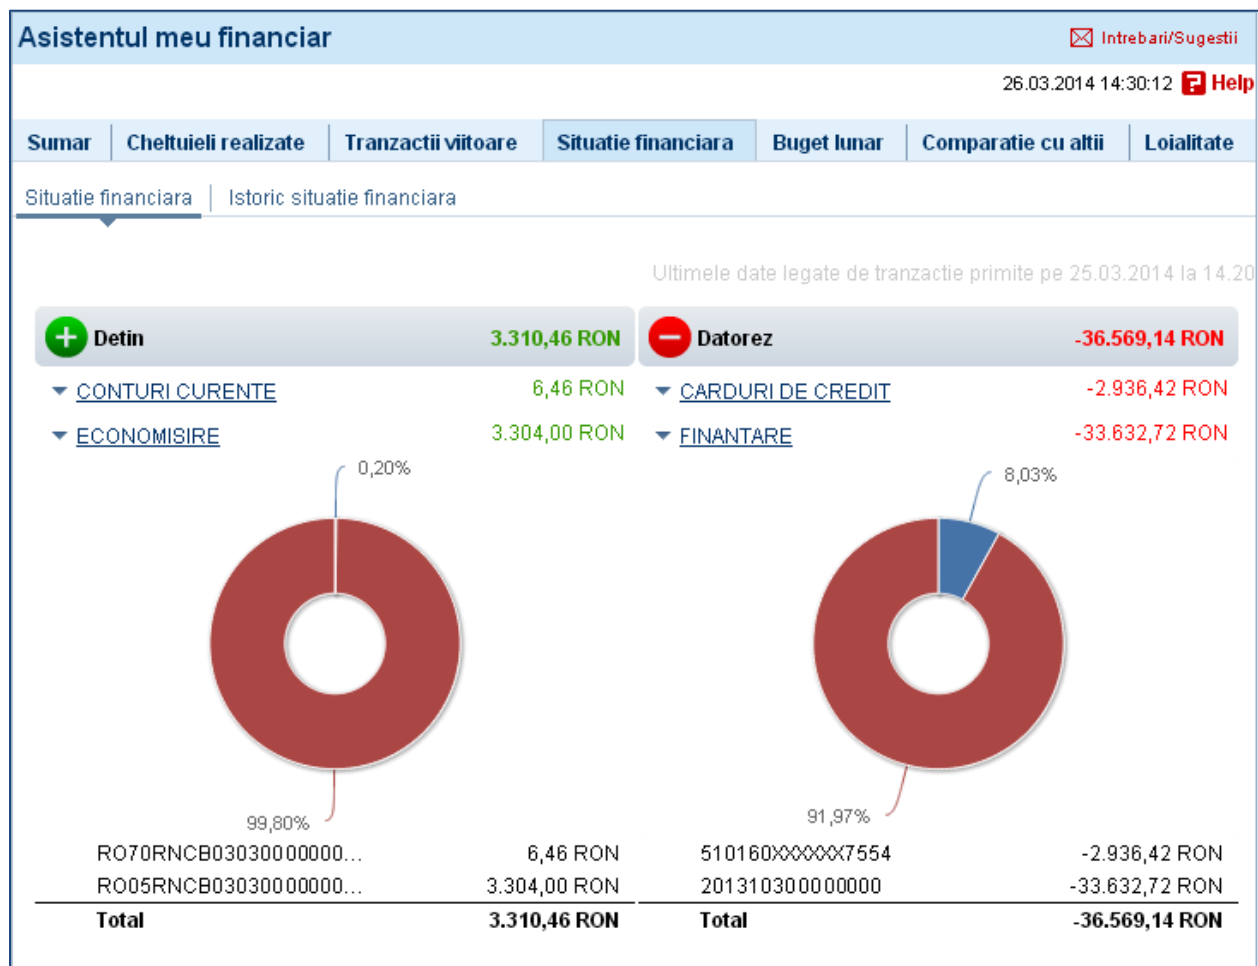 Asistentul meu financiar
Intrebari/Sugestii
26.03.2014 14:30:12 ? Help
Sumar Cheltuieli realizate Tranzactii viitoare Situatie financiara Buget lunar Comparatie cu altii Loialitate
Situatie financiara Istoric situatie financiara
Ultimele date legate de tranzactie primite pe 25.03.2014 la 14.20
Detin 3.310,46 RON
CONTURI CURENTE 6,46 RON
ECONOMISIRE 3.304,00 RON
0,20%
99,80%
RO70RNCB03030000000... 6,46 RON
RO05RNCB03030000000... 3.304,00 RON
Total 3.310,46 RON
Datorez -36.569,14 RON
CARDURI DE CREDIT -2.936,42 RON
FINANTARE -33.632,72 RON
8,03%
91,97%
510160XXXXXX7554 -2.936,42 RON
201310300000000 -33.632,72 RON
Total -36.569,14 RON